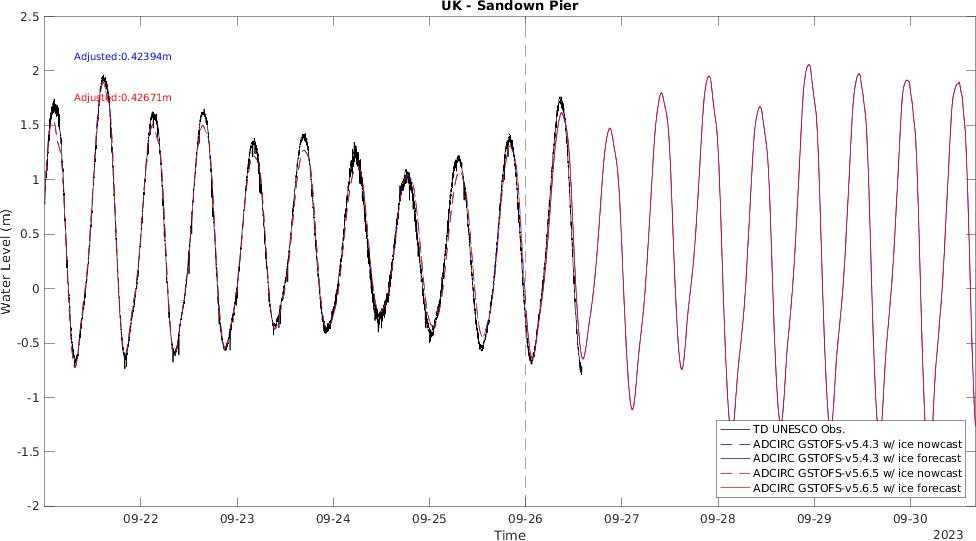 UK - Sandown Pier
2.5
2
1.5
1
0.5
0
-0.5
-1
-1.5
-2
Water Level (m)
Adjusted:0.42394m
Adjusted:0.42671m
TD UNESCO Obs.
ADCIRC GSTOFS-v5.4.3 w/ ice nowcast
ADCIRC GSTOFS-v5.4.3 w/ ice forecast
ADCIRC GSTOFS-v5.6.5 w/ ice nowcast
ADCIRC GSTOFS-v5.6.5 w/ ice forecast
09-22 09-23 09-24 09-25 09-26 09-27 09-28 09-29 09-30
Time
2023